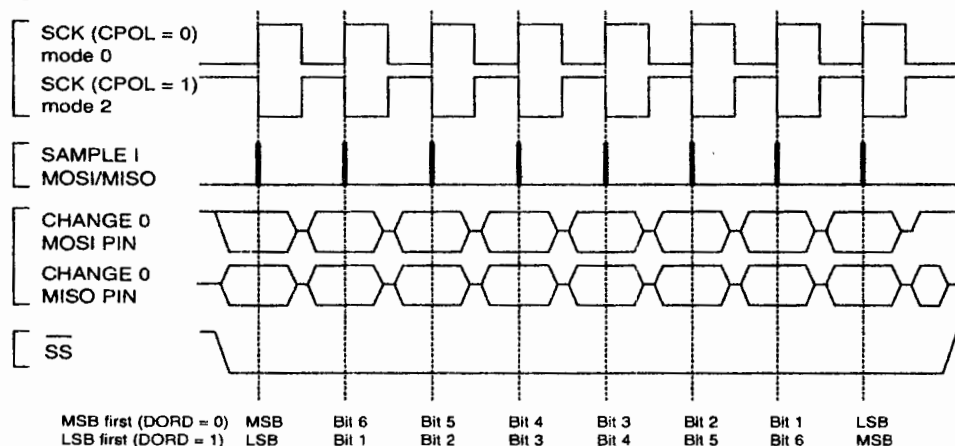 SCK (CPOL = 0)
mode 0
SCK (CPOL = 1)
mode 2
SAMPLE I
MOSI/MISO
CHANGE 0
MOSI PIN
CHANGE 0
MISO PIN
SS
MSB first (DORD = 0) MSB Bit 6 Bit 5 Bit 4 Bit 3 Bit 2 Bit 1 LSB
LSB first (DORD = 1) LSB Bit 1 Bit 2 Bit 3 Bit 4 Bit 5 Bit 6 MSB